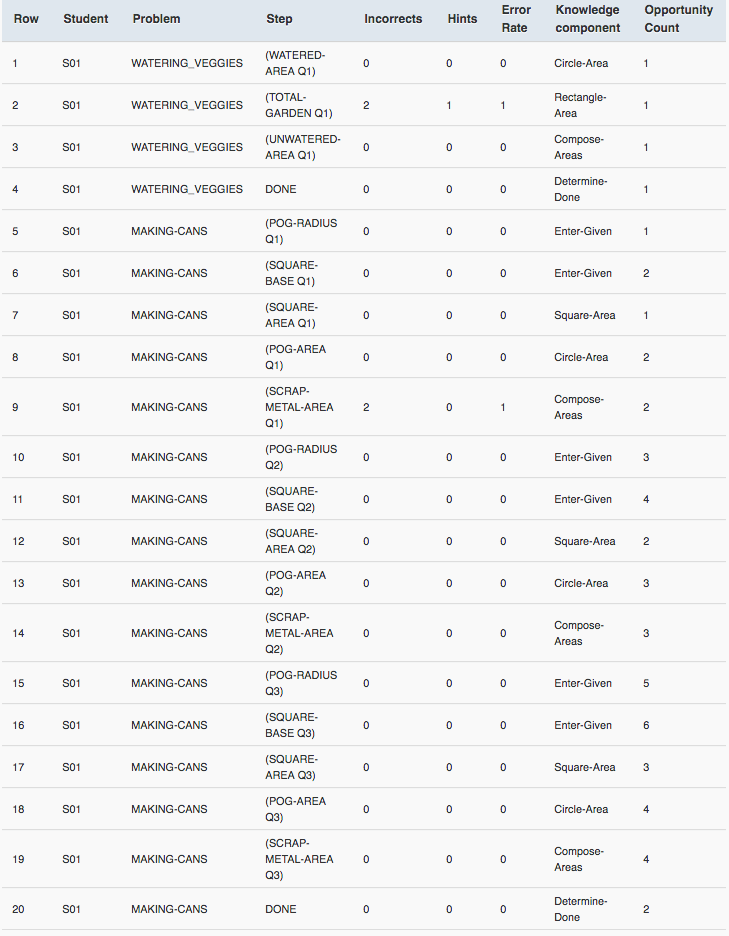 Row Student Problem Step Incorrects Hints Error Rate Knowledge component Opportunity Count
1 S01 WATERING_VEGGIES (WATERED-AREA Q1) 0 0 0 Circle-Area 1
2 S01 WATERING_VEGGIES (TOTAL-GARDEN Q1) 2 1 1 Rectangle-Area 1
3 S01 WATERING_VEGGIES (UNWATERED-AREA Q1) 0 0 0 Compose-Areas 1
4 S01 WATERING_VEGGIES DONE 0 0 0 Determine-Done 1
5 S01 MAKING-CANS (POG-RADIUS Q1) 0 0 0 Enter-Given 1
6 S01 MAKING-CANS (SQUARE-BASE Q1) 0 0 0 Enter-Given 2
7 S01 MAKING-CANS (SQUARE-AREA Q1) 0 0 0 Square-Area 1
8 S01 MAKING-CANS (POG-AREA Q1) 0 0 0 Circle-Area 2
9 S01 MAKING-CANS (SCRAP-METAL-AREA Q1) 2 0 1 Compose-Areas 2
10 S01 MAKING-CANS (POG-RADIUS Q2) 0 0 0 Enter-Given 3
11 S01 MAKING-CANS (SQUARE-BASE Q2) 0 0 0 Enter-Given 4
12 S01 MAKING-CANS (SQUARE-AREA Q2) 0 0 0 Square-Area 2
13 S01 MAKING-CANS (POG-AREA Q2) 0 0 0 Circle-Area 3
14 S01 MAKING-CANS (SCRAP-METAL-AREA Q2) 0 0 0 Compose-Areas 3
15 S01 MAKING-CANS (POG-RADIUS Q3) 0 0 0 Enter-Given 5
16 S01 MAKING-CANS (SQUARE-BASE Q3) 0 0 0 Enter-Given 6
17 S01 MAKING-CANS (SQUARE-AREA Q3) 0 0 0 Square-Area 3
18 S01 MAKING-CANS (POG-AREA Q3) 0 0 0 Circle-Area 4
19 S01 MAKING-CANS (SCRAP-METAL-AREA Q3) 0 0 0 Compose-Areas 4
20 S01 MAKING-CANS DONE 0 0 0 Determine-Done 2